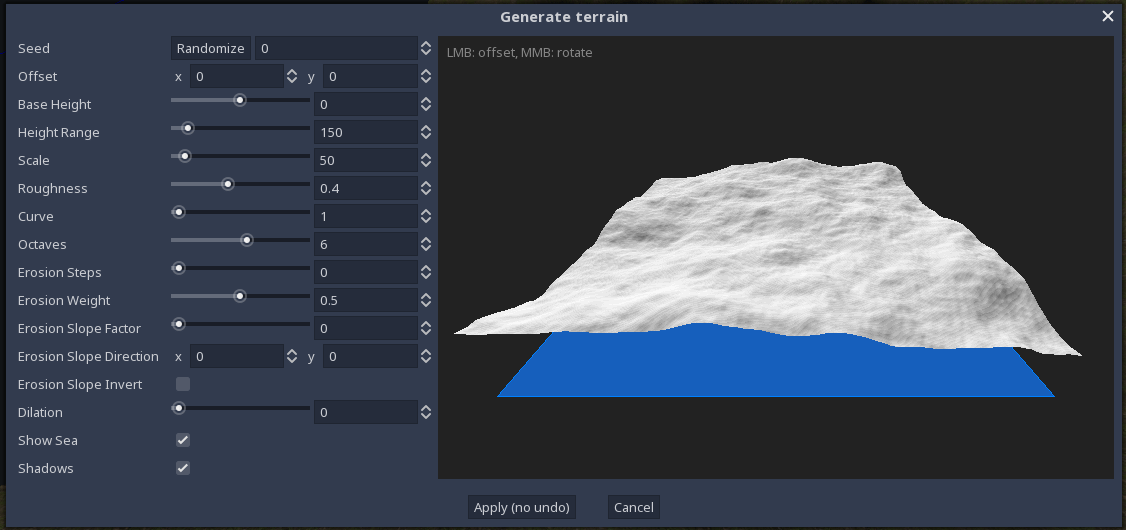 Generate terrain
Seed Randomize 0
LMB: offset, MMB: rotate
Offset x 0 y 0
Base Height 0
Height Range 150
Scale 50
Roughness 0.4
Curve 1
Octaves 6
Erosion Steps 0
Erosion Weight 0.5
Erosion Slope Factor 0
Erosion Slope Direction x 0 y 0
Erosion Slope Invert
Dilation 0
Show Sea
Shadows
Apply (no undo) Cancel